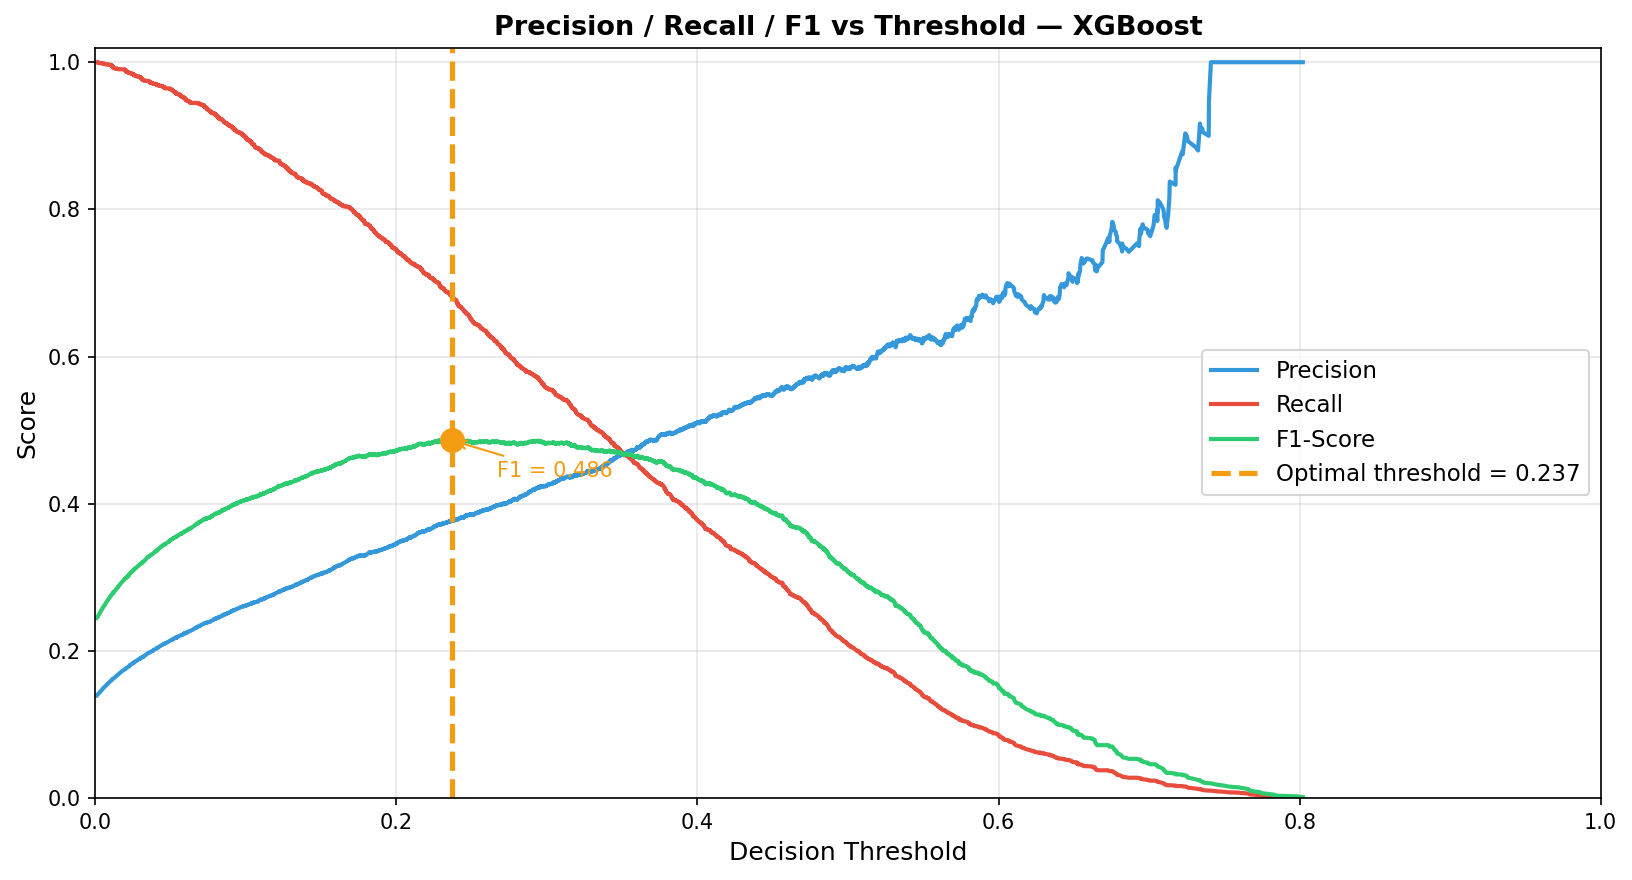 Precision / Recall / F1 vs Threshold — XGBoost
Score
1.0
0.8
0.6
0.4
0.2
0.0
F1 = 0.486
Precision
Recall
F1-Score
Optimal threshold = 0.237
0.0 0.2 0.4 0.6 0.8 1.0
Decision Threshold